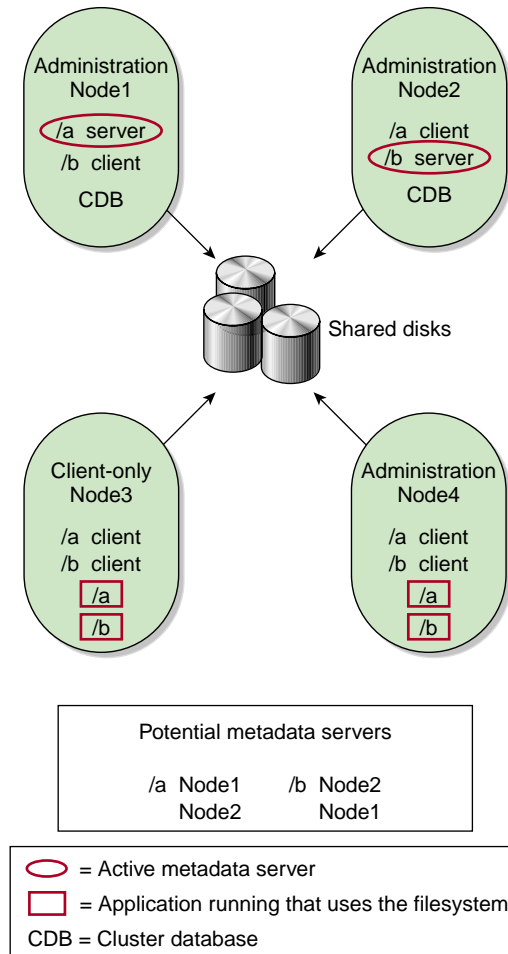 Administration
Node1
/a server
/b client
CDB
Administration
Node2
/a client
/b server
CDB
Shared disks
Client-only
Node3
/a client
/b client
/a
/b
Administration
Node4
/a client
/b client
/a
/b
Potential metadata servers
/a Node1 /b Node2
Node2 Node1
= Active metadata server
= Application running that uses the filesystem
CDB = Cluster database